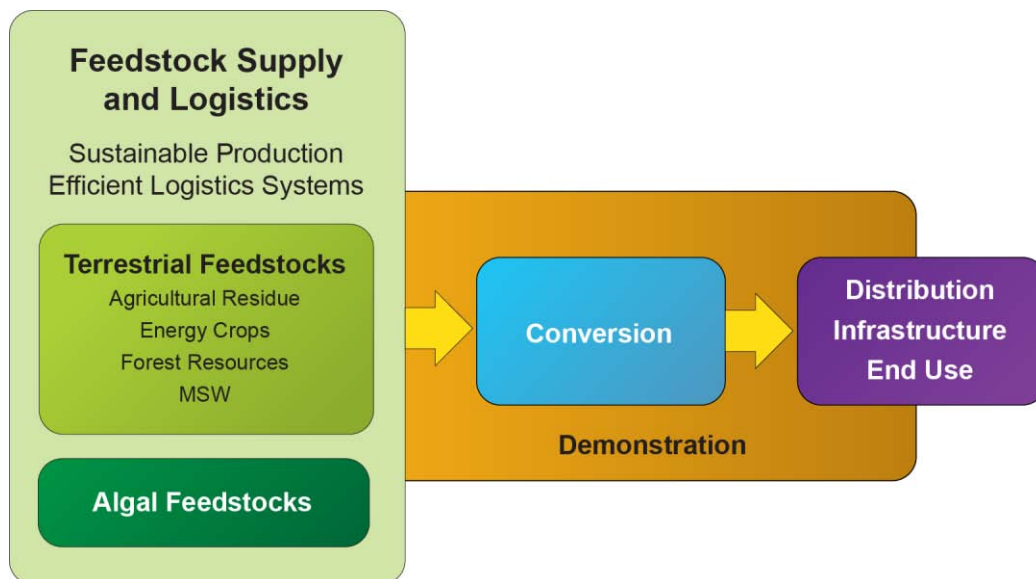 Feedstock Supply
and Logistics
Sustainable Production
Efficient Logistics Systems
Terrestrial Feedstocks
Agricultural Residue
Energy Crops
Forest Resources
MSW
Algal Feedstocks
Conversion
Demonstration
Distribution
Infrastructure
End Use